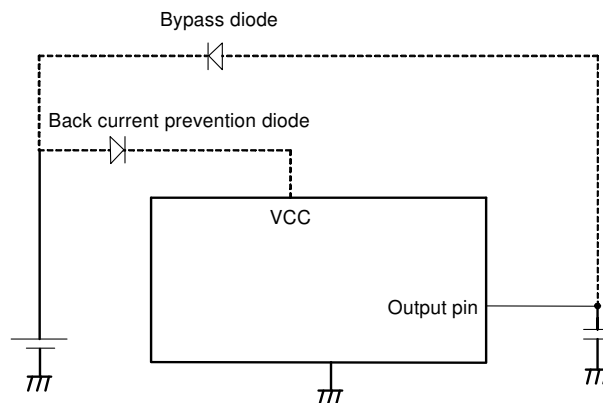 Bypass diode
Back current prevention diode
VCC
Output pin